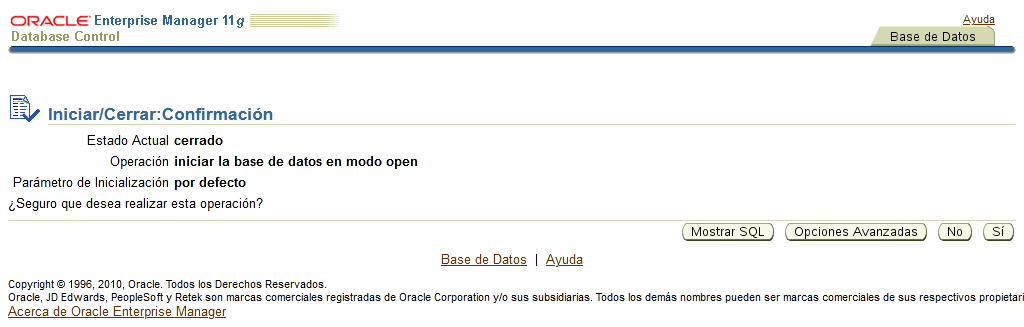 ORACLE Enterprise Manager 11g
Database Control
Ayuda
Base de Datos
Iniciar/Cerrar:Confirmación
Estado Actual cerrado
Operación iniciar la base de datos en modo open
Parámetro de Inicialización por defecto
¿Seguro que desea realizar esta operación?
Mostrar SQL Opciones Avanzadas No Sí
Base de Datos | Ayuda
Copyright © 1996, 2010, Oracle. Todos los Derechos Reservados.
Oracle, JD Edwards, PeopleSoft y Retek son marcas comerciales registradas de Oracle Corporation y/o sus subsidiarias. Todos los demás nombres pueden ser marcas comerciales de sus respectivos propietari
Acerca de Oracle Enterprise Manager